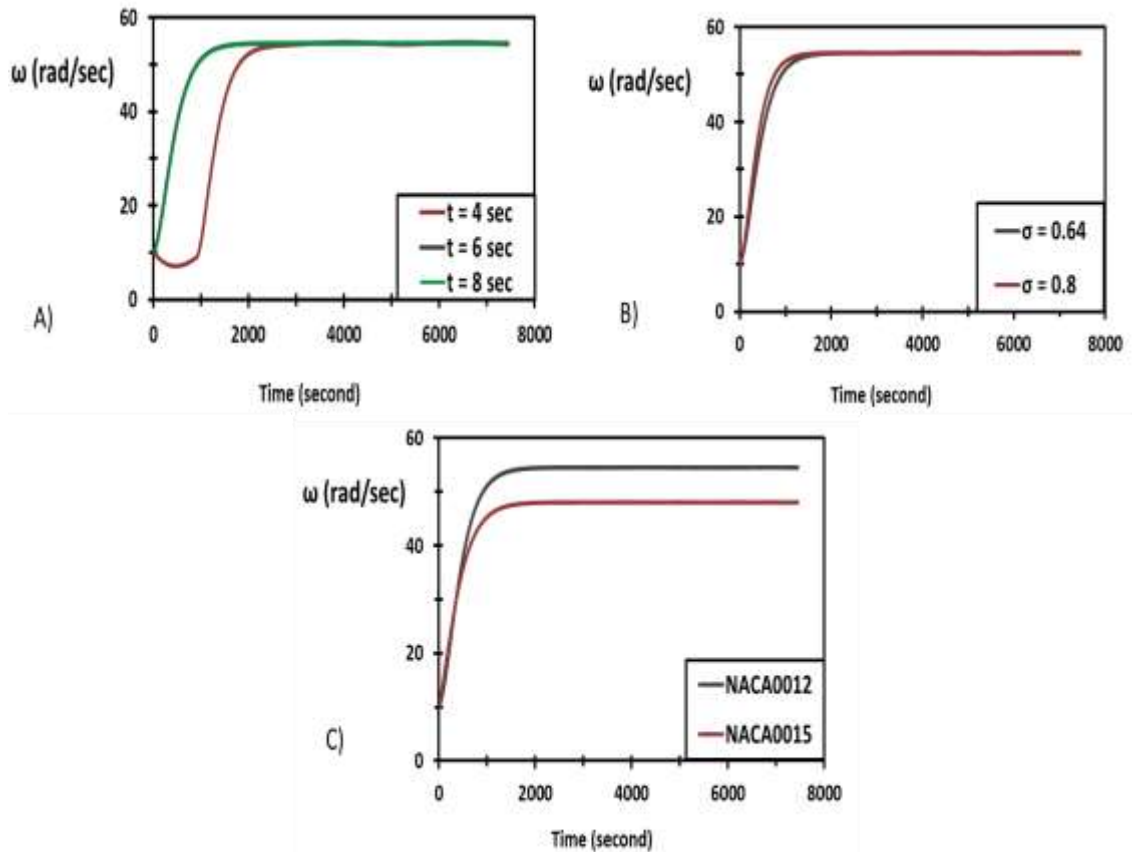 60
ω (rad/sec)
40
20
0
t = 4 sec
t = 6 sec
t = 8 sec
A)
0 2000 4000 6000 8000
Time (second)
60
ω (rad/sec)
40
20
0
σ = 0.64
σ = 0.8
B)
0 2000 4000 6000 8000
Time (second)
60
ω (rad/sec)
40
20
0
NACA0012
NACA0015
C)
0 2000 4000 6000 8000
Time (second)